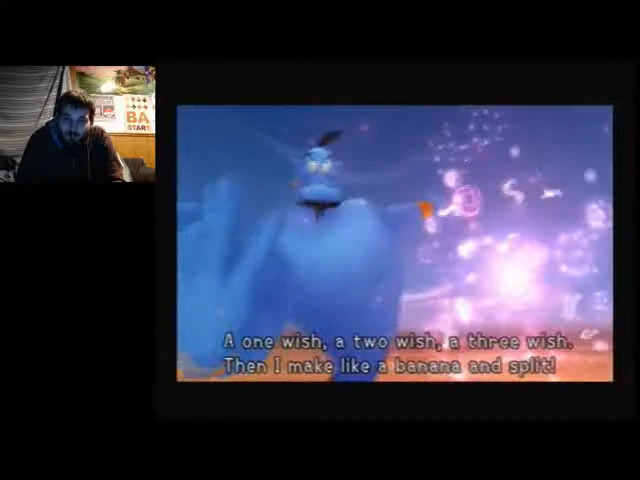 BA
START
A one wish, a two wish, a three wish.
Then I make like a banana and split!